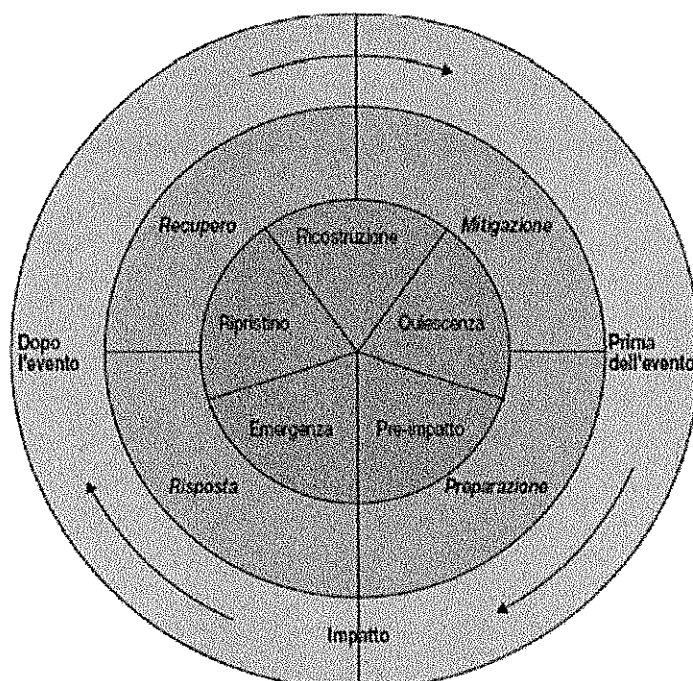 Recupero
Ricostruzione
Mitigazione
Ripristino
Quiescenza
Dopo
l'evento
Prima
dell'evento
Emergenza
Pre-impatto
Risposta
Preparazione
Impatto